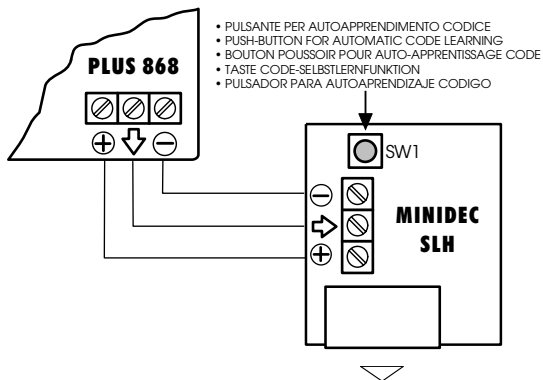 • PULSANTE PER AUTOAPPRENDIMENTO CODICE
• PUSH-BUTTON FOR AUTOMATIC CODE LEARNING
• BOUTON POUSSOIR POUR AUTO-APPRENTISSAGE CODE
• TASTE CODE-SELBSTLERNFUNKTION
• PULSADOR PARA AUTOAPRENDIZAJE CODIGO
PLUS 868
SW1
MINIDEC
SLH